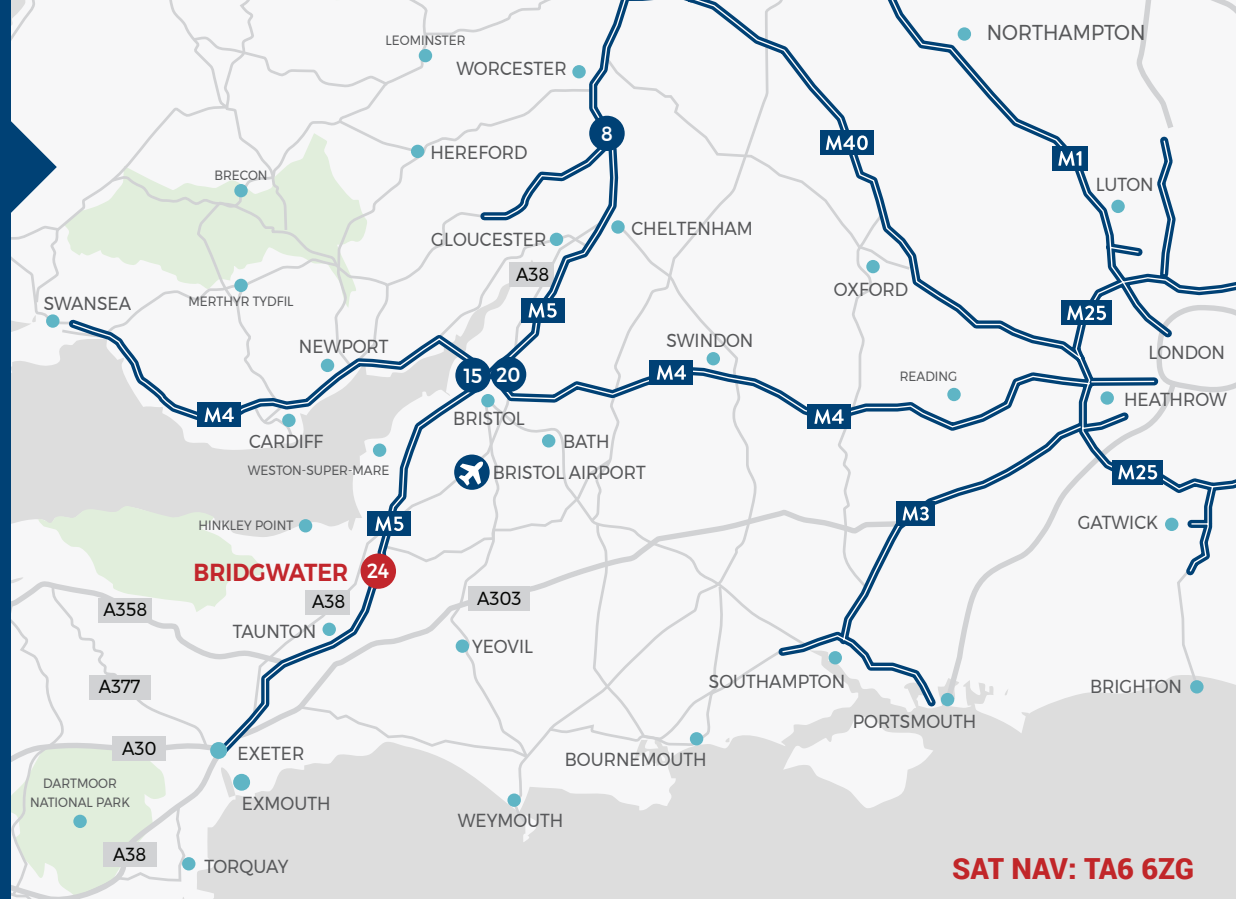 NORTHAMPTON
LEOMINSTER
WORCESTER
8
M40
HEREFORD
M1
BRECON
LUTON
CHELTENHAM
GLOUCESTER
A38
OXFORD
MERTHYR TYDFIL
SWANSEA
M5
M25
NEWPORT
SWINDON
LONDON
15
20
M4
READING
HEATHROW
M4
M4
BRISTOL
CARDIFF
BATH
WESTON-SUPER-MARE
BRISTOL AIRPORT
M25
M3
HINKLEY POINT
M5
GATWICK
BRIDGWATER
24
A38
A303
A358
TAUNTON
YEOVIL
SOUTHAMPTON
A377
BRIGHTON
PORTSMOUTH
A30
EXETER
BOURNEMOUTH
DARTMOOR
NATIONAL PARK
EXMOUTH
WEYMOUTH
A38
TORQUAY
SAT NAV: TA6 6ZG